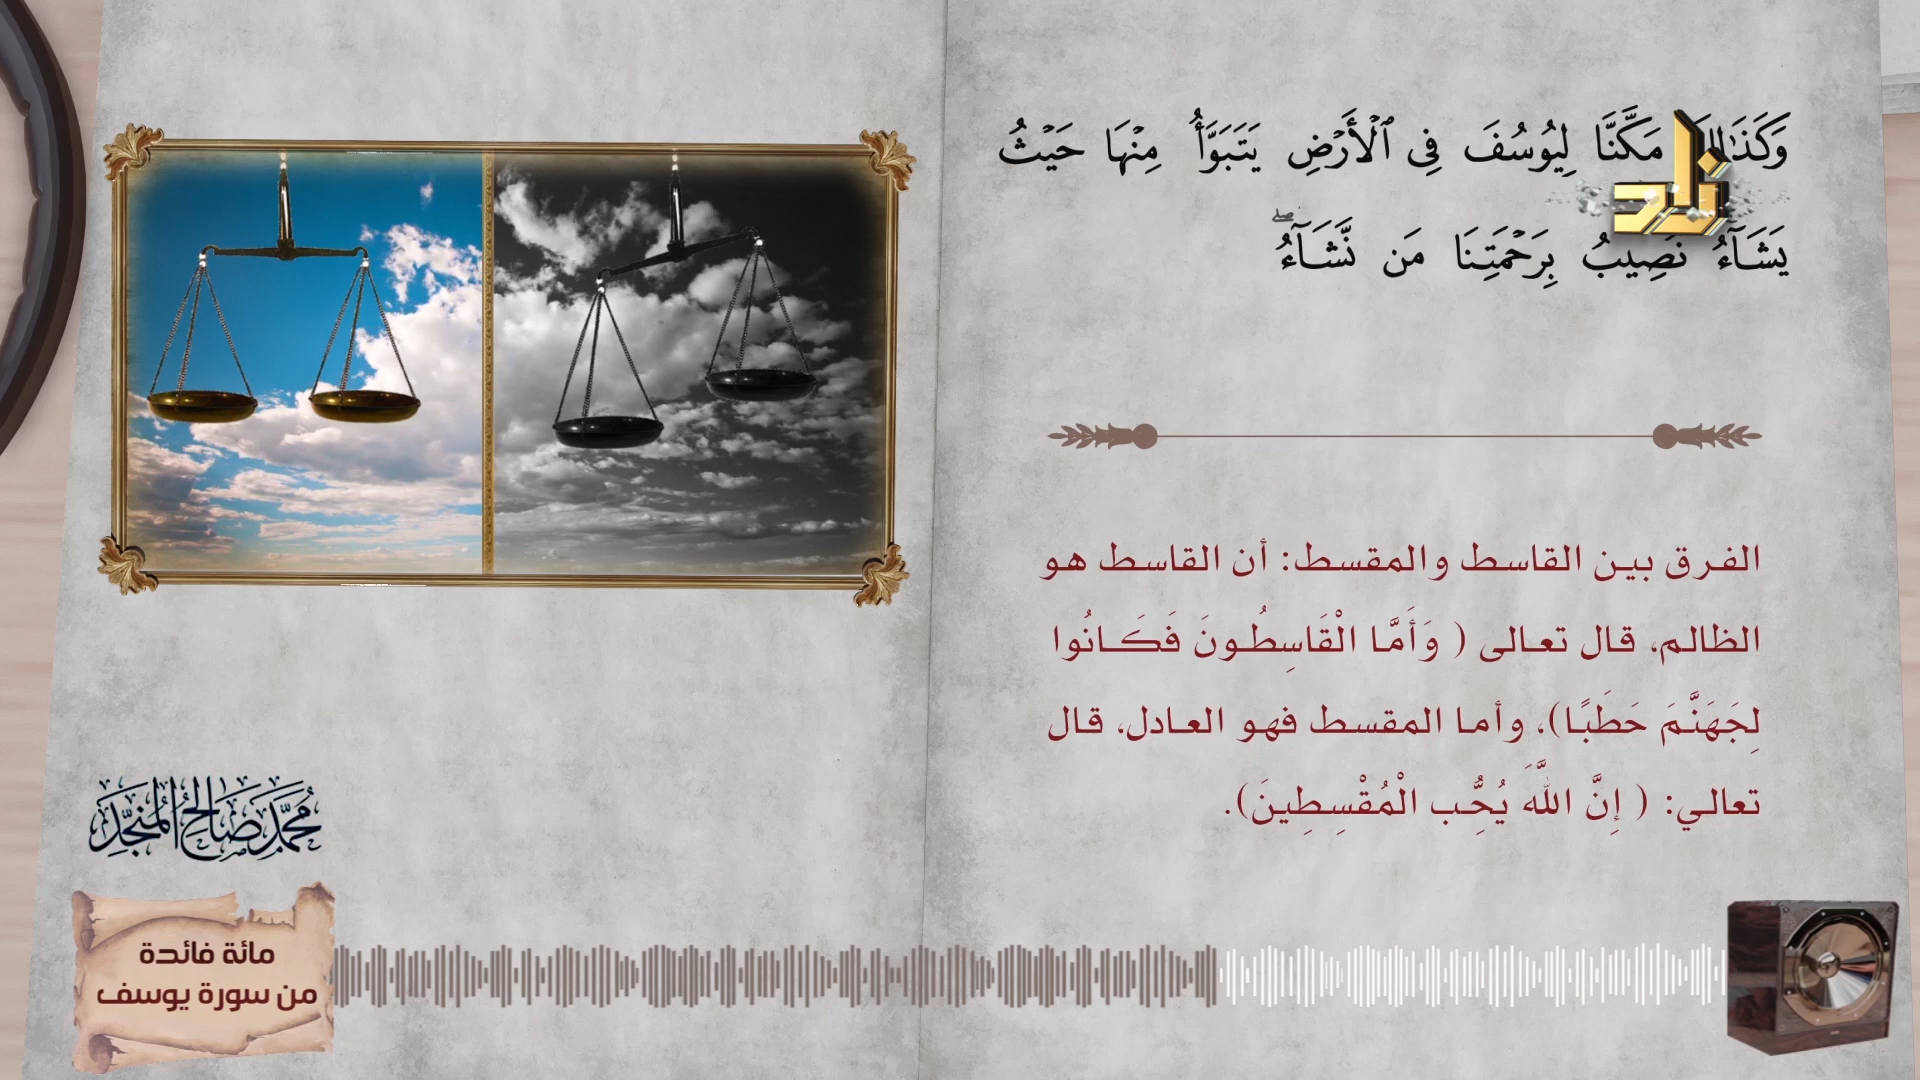 وَكَذَٰلِكَ مَكَّنَّا لِيُوسُفَ فِى ٱلْأَرْضِ يَتَبَوَّأُ مِنْهَا حَيْثُ
يَشَآءُ نُصِيبُ بِرَحْمَتِنَا مَن نَّشَآءُ ۖ
زاد
الفرق بين القاسط والمقسط: أن القاسط هو
الظالم، قال تعالى ( وَأَمَّا الْقَاسِطُونَ فَكَانُوا
لِجَهَنَّمَ حَطَبًا)، وأما المقسط فهو العادل، قال
تعالي: ( إِنَّ اللَّهَ يُحِّب الْمُقْسِطِينَ).
محمد صالح المنجد
مائة فائدة
من سورة يوسف